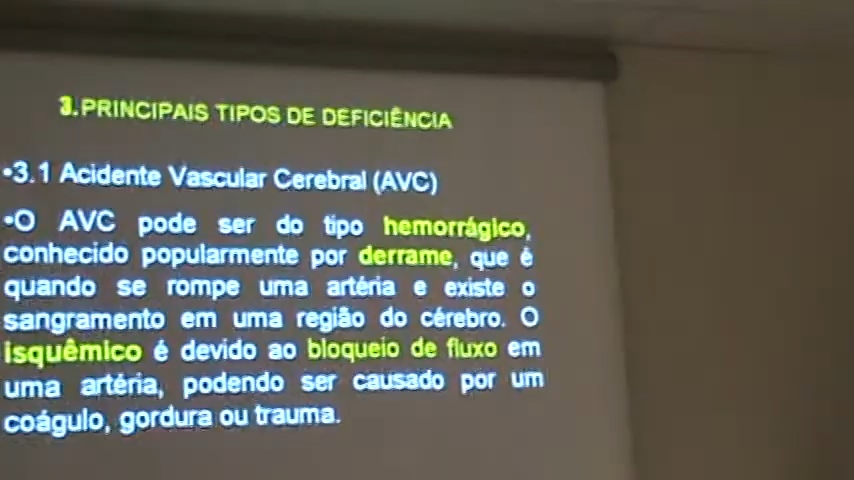 3.PRINCIPAIS TIPOS DE DEFICIÊNCIA
•3.1 Acidente Vascular Cerebral (AVC)
•O AVC pode ser do tipo hemorrágico,
conhecido popularmente por derrame, que é
quando se rompe uma artéria e existe o
sangramento em uma região do cérebro. O
isquêmico é devido ao bloqueio de fluxo em
uma artéria, podendo ser causado por um
coágulo, gordura ou trauma.